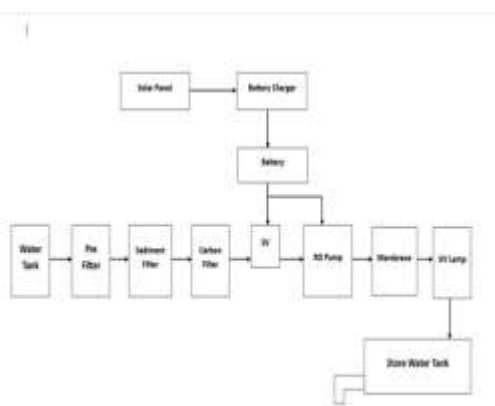 Solar Panel
Battery Charger
Battery
Water
Tank
Pre
Filter
Sediment
Filter
Carbon
Filter
SV
RO Pump
Membrane
UV Lamp
Store Water Tank